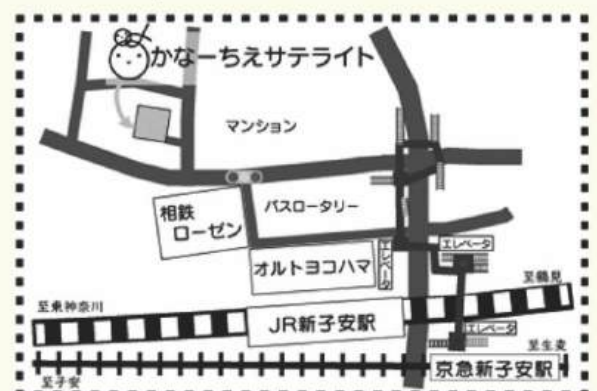 かなーちえサテライト
マンション
相鉄
ローゼン
バスロータリー
オルトヨコハマ
エレベータ
エレベータ
至鶴見
至東神奈川
JR新子安駅
エレベータ
至生麦
京急新子安駅
至子安